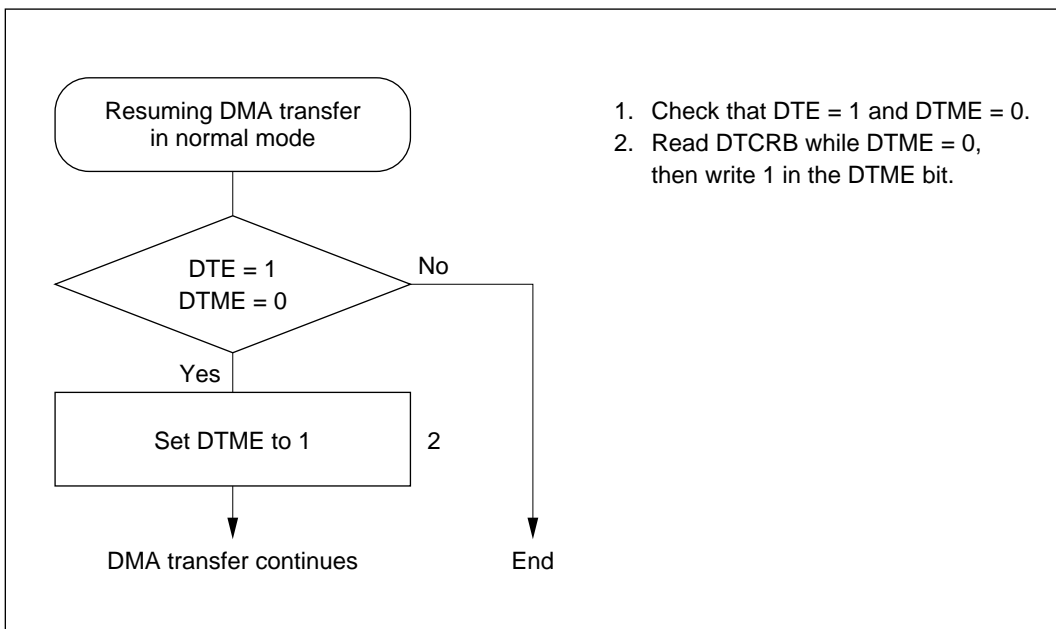 Resuming DMA transfer
in normal mode
1. Check that DTE = 1 and DTME = 0.
2. Read DTCRB while DTME = 0,
then write 1 in the DTME bit.
DTE = 1
DTME = 0
No
Yes
Set DTME to 1
2
DMA transfer continues
End